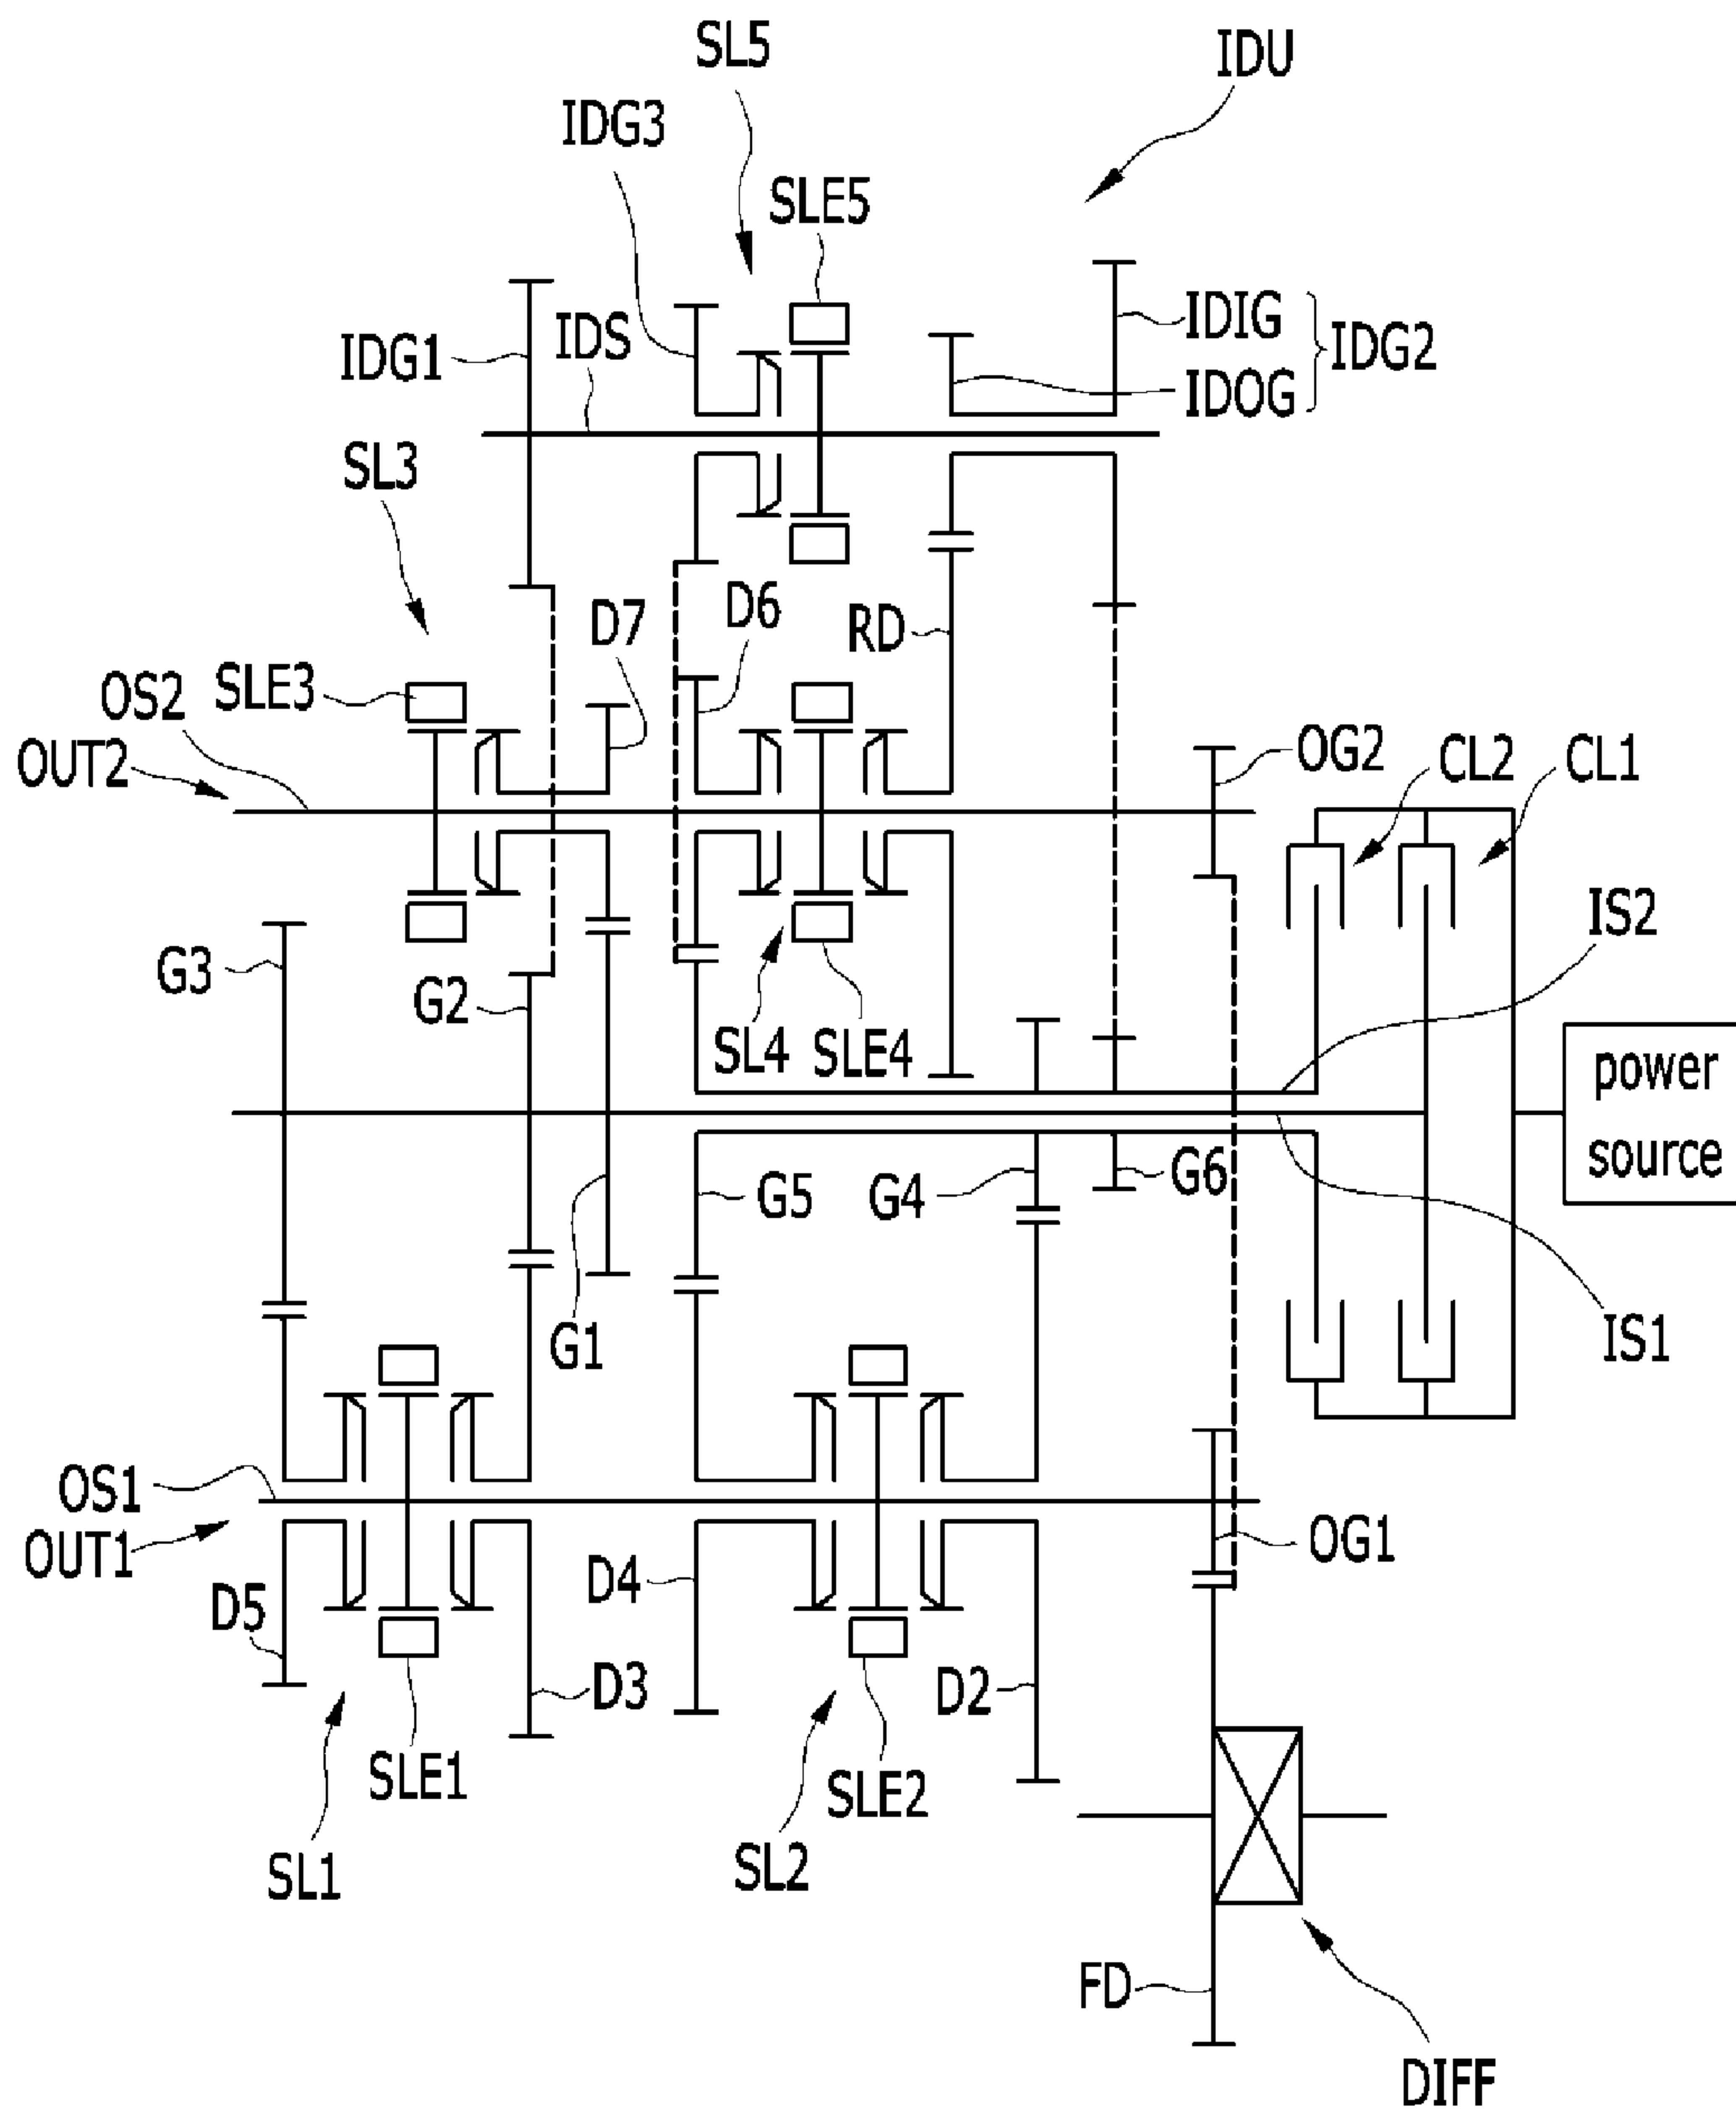 SL5
IDU
IDG3
SLE5
IDG1
IDS
IDIG
IDG2
IDOG
SL3
D7
D6
RD
OS2
SLE3
OUT2
OG2
CL2
CL1
G3
G2
IS2
SL4
SLE4
power
source
G5
G4
G6
G1
IS1
OS1
OUT1
OG1
D5
D4
D3
D2
SLE1
SLE2
SL1
SL2
FD
DIFF